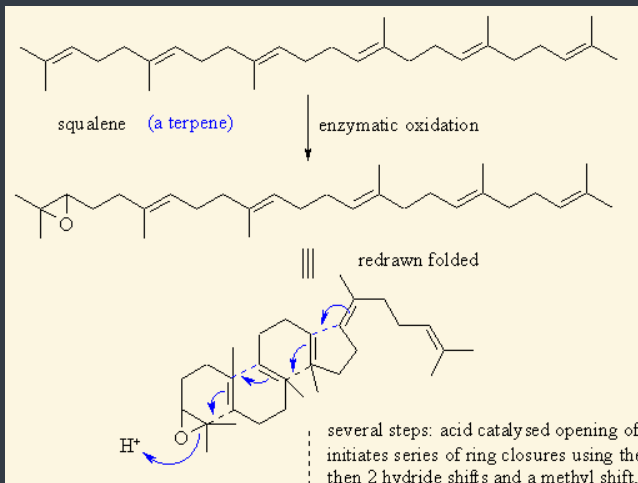 squalene (a terpene)
enzymatic oxidation
O
redrawn folded
O
H+
several steps: acid catalysed opening of
initiates series of ring closures using the
then 2 hydride shifts and a methyl shift.